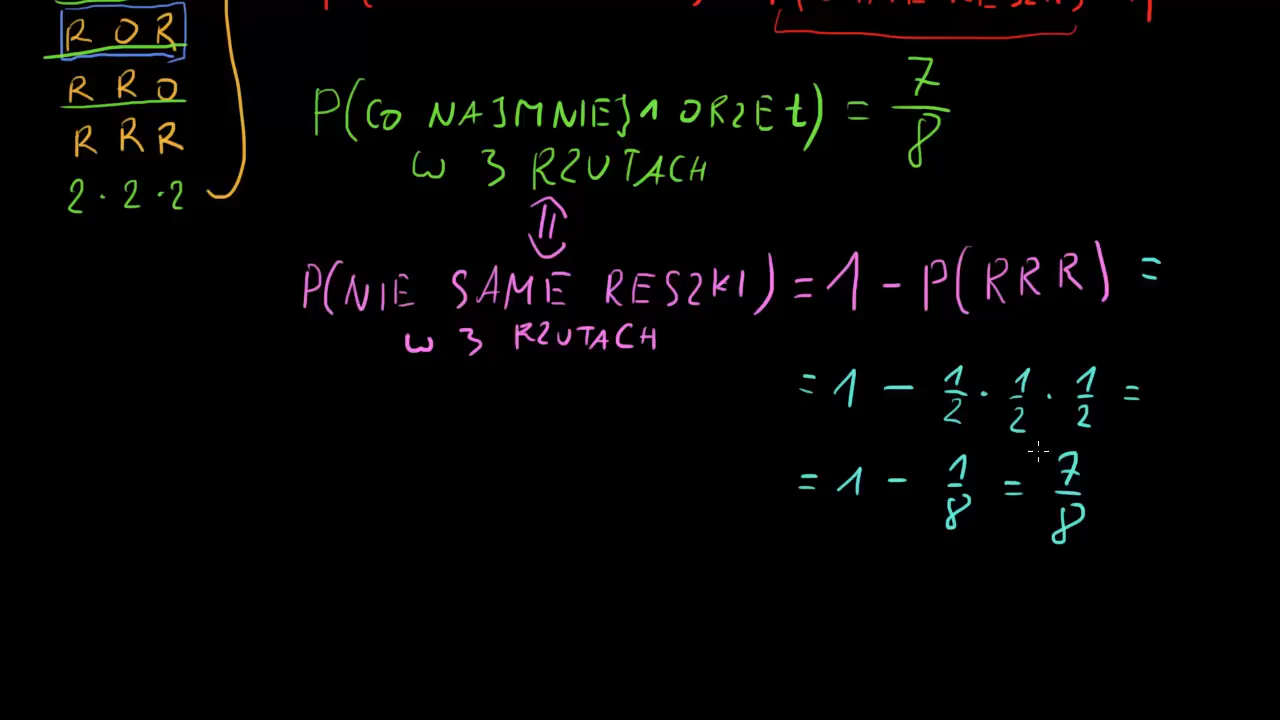 R O R
R R O
R R R
2 · 2 · 2
P(CO NAJMNIEJ 1 ORZEŁ) = 7/8
W 3 RZUTACH
P(NIE SAME RESZKI) = 1 - P(RRR) =
W 3 RZUTACH
= 1 - 1/2 · 1/2 · 1/2 =
= 1 - 1/8 = 7/8